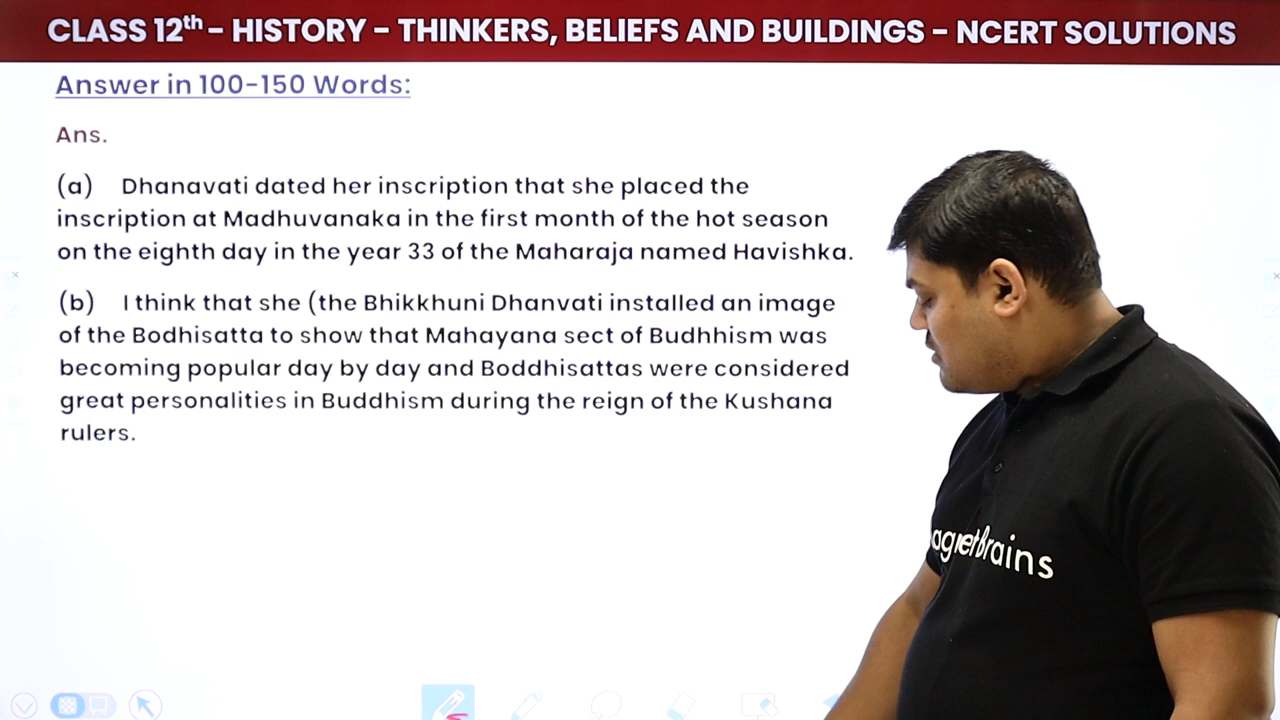 CLASS 12th – HISTORY – THINKERS, BELIEFS AND BUILDINGS – NCERT SOLUTIONS
Answer in 100-150 Words:
Ans.
(a) Dhanavati dated her inscription that she placed the
inscription at Madhuvanaka in the first month of the hot season
on the eighth day in the year 33 of the Maharaja named Havishka.
(b) I think that she (the Bhikkhuni Dhanvati installed an image
of the Bodhisatta to show that Mahayana sect of Budhhism was
becoming popular day by day and Boddhisattas were considered
great personalities in Buddhism during the reign of the Kushana
rulers.
agnet Brains